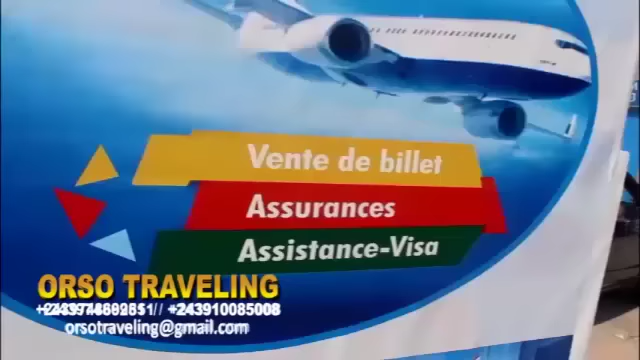 Vente de billet
Assurances
Assistance-Visa
ORSO TRAVELING
// +243910085008
orsotraveling@gmail.com